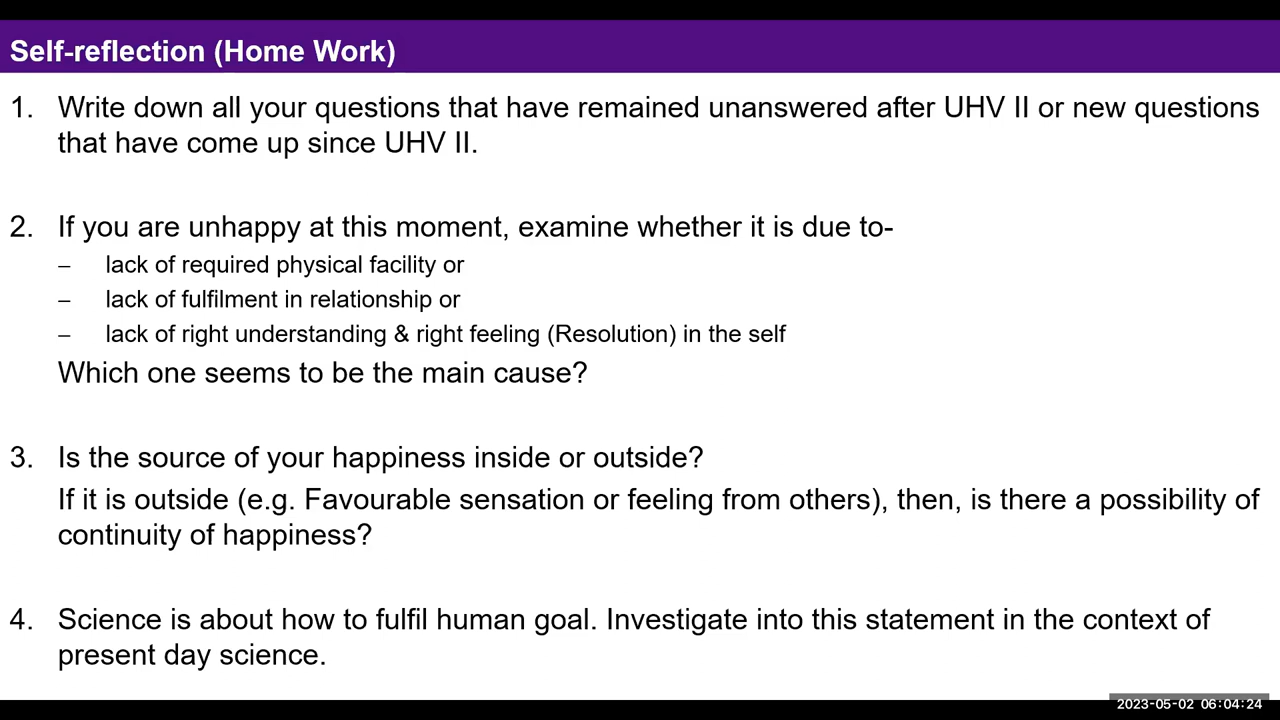 Self-reflection (Home Work)
1. Write down all your questions that have remained unanswered after UHV II or new questions
that have come up since UHV II.
2. If you are unhappy at this moment, examine whether it is due to-
– lack of required physical facility or
– lack of fulfilment in relationship or
– lack of right understanding & right feeling (Resolution) in the self
Which one seems to be the main cause?
3. Is the source of your happiness inside or outside?
If it is outside (e.g. Favourable sensation or feeling from others), then, is there a possibility of
continuity of happiness?
4. Science is about how to fulfil human goal. Investigate into this statement in the context of
present day science.
2023-05-02 06:04:24